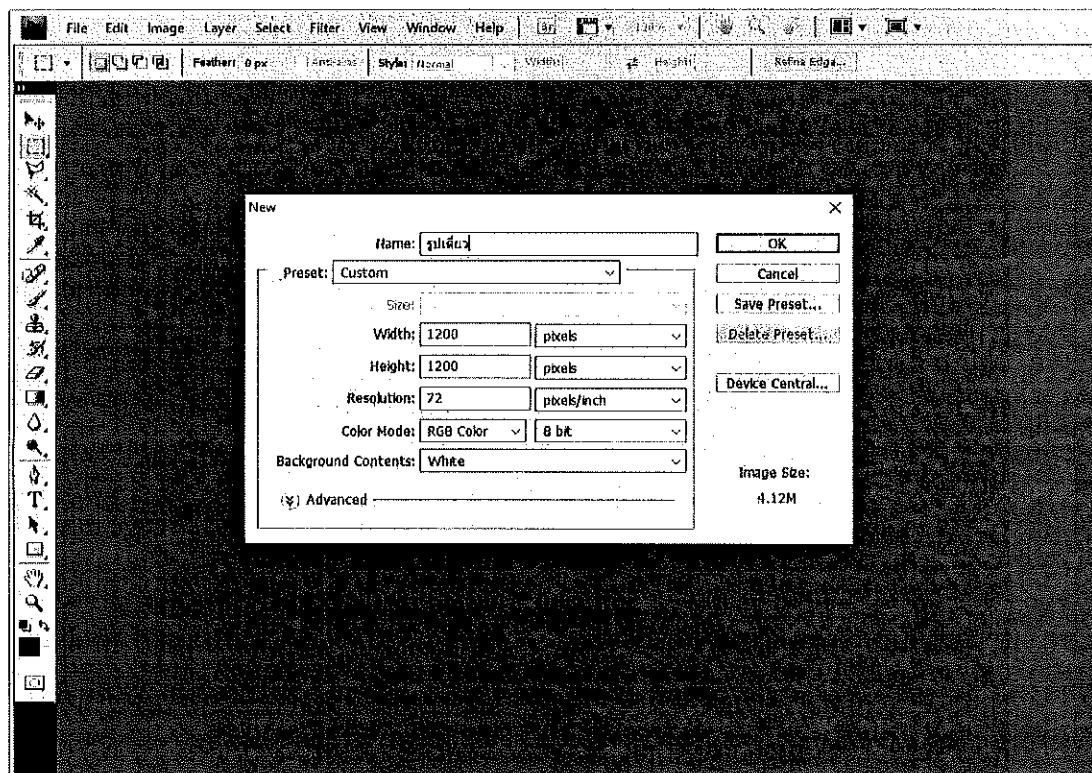 File Edit Image Layer Select Filter View Window Help Br
Feather: 0 px Anti-alias Style: Normal Width: Height: Refine Edge...
New
Name: รูปเดี่ยว OK
Preset: Custom Cancel
Size: Save Preset...
Width: 1200 pixels Delete Preset...
Height: 1200 pixels
Resolution: 72 pixels/inch Device Central...
Color Mode: RGB Color 8 bit
Background Contents: White
Image Size:
Advanced 4.12M